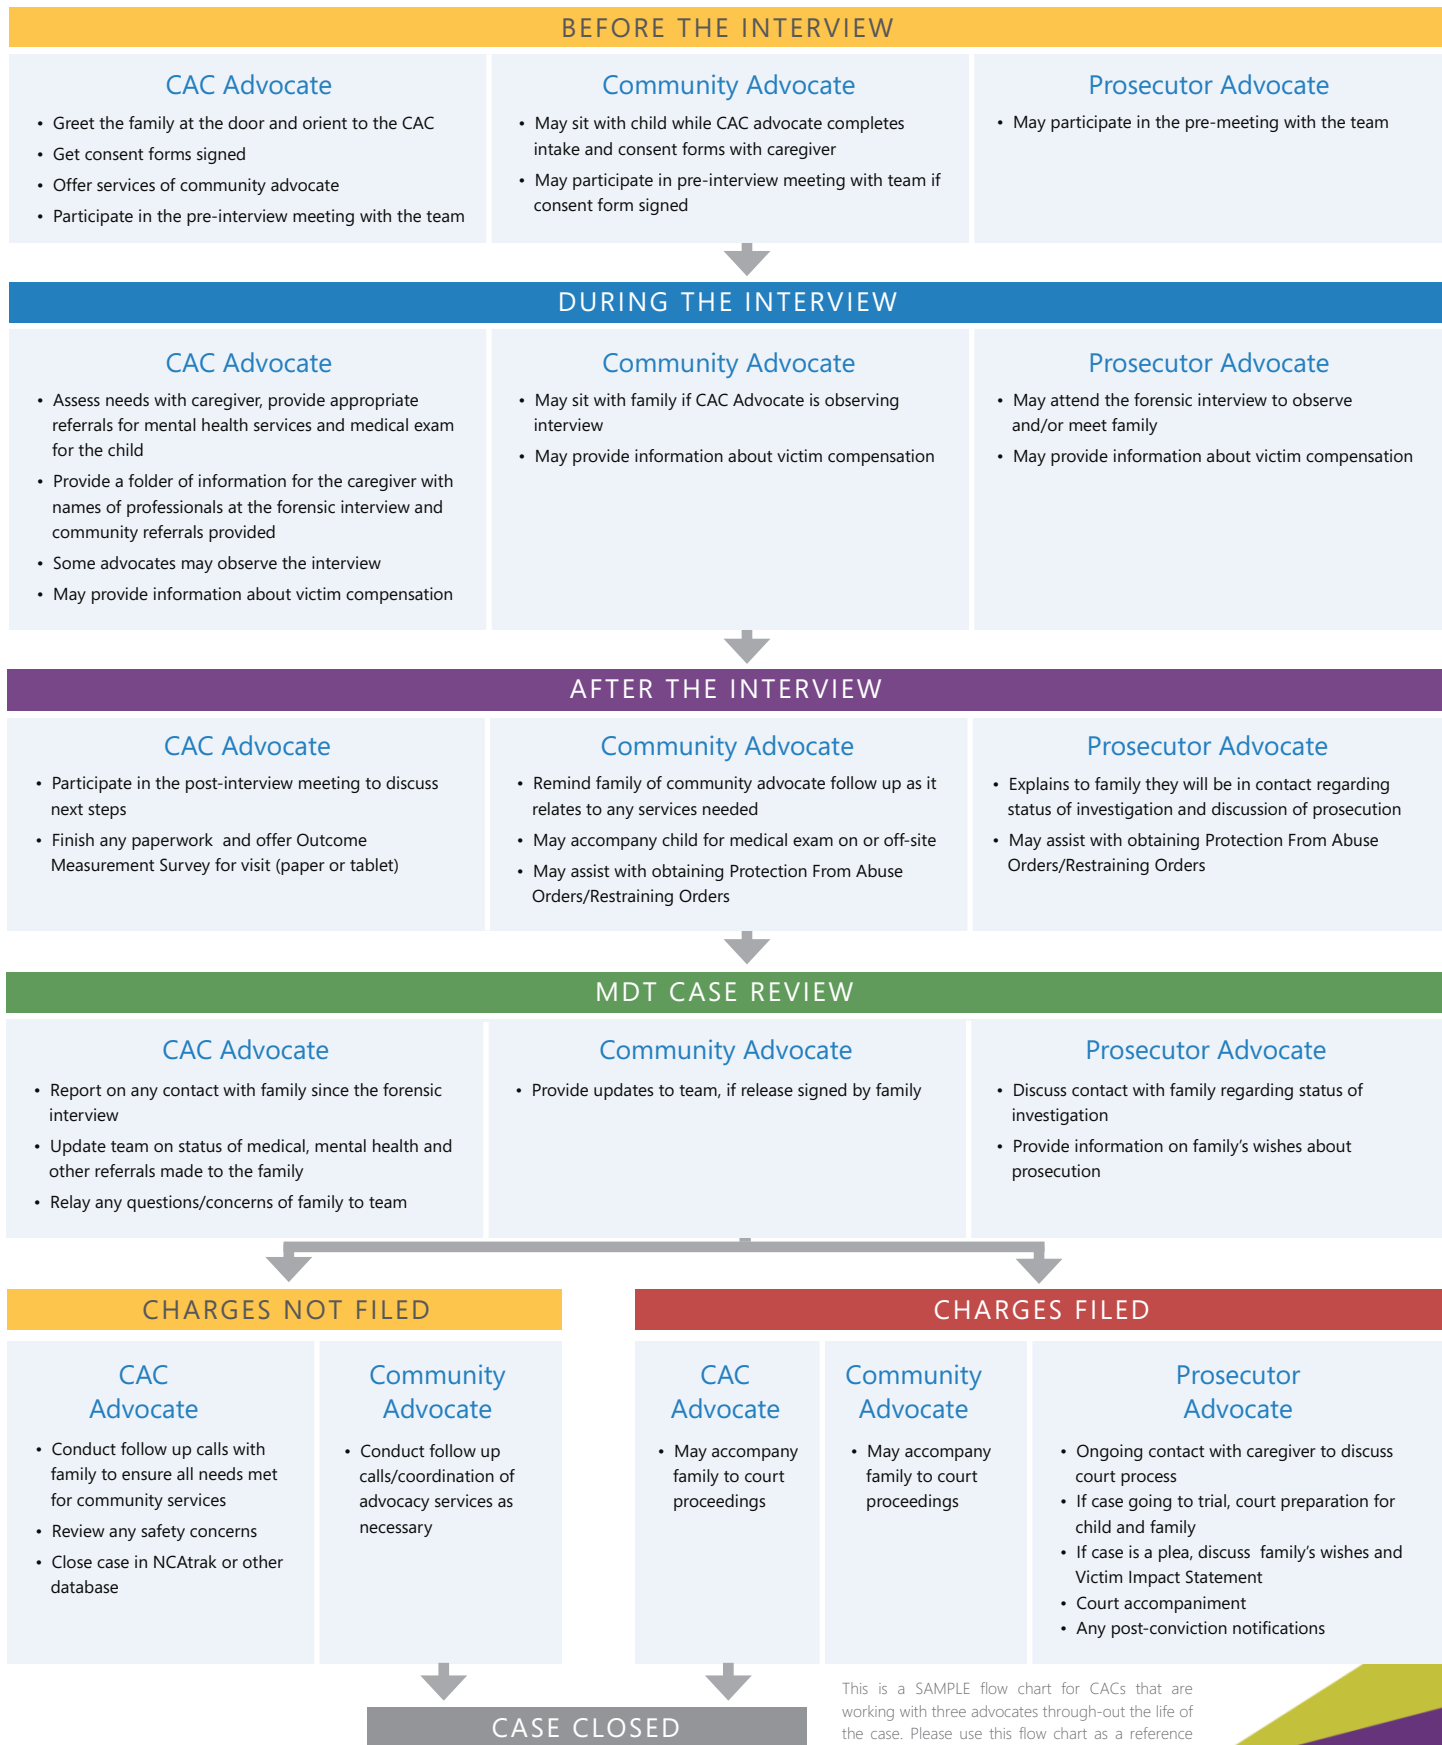 BEFORE THE INTERVIEW
CAC Advocate
• Greet the family at the door and orient to the CAC
• Get consent forms signed
• Offer services of community advocate
• Participate in the pre-interview meeting with the team
Community Advocate
• May sit with child while CAC advocate completes
intake and consent forms with caregiver
• May participate in pre-interview meeting with team if
consent form signed
Prosecutor Advocate
• May participate in the pre-meeting with the team
DURING THE INTERVIEW
CAC Advocate
• Assess needs with caregiver, provide appropriate
referrals for mental health services and medical exam
for the child
• Provide a folder of information for the caregiver with
names of professionals at the forensic interview and
community referrals provided
• Some advocates may observe the interview
• May provide information about victim compensation
Community Advocate
• May sit with family if CAC Advocate is observing
interview
• May provide information about victim compensation
Prosecutor Advocate
• May attend the forensic interview to observe
and/or meet family
• May provide information about victim compensation
AFTER THE INTERVIEW
CAC Advocate
• Participate in the post-interview meeting to discuss
next steps
• Finish any paperwork and offer Outcome
Measurement Survey for visit (paper or tablet)
Community Advocate
• Remind family of community advocate follow up as it
relates to any services needed
• May accompany child for medical exam on or off-site
• May assist with obtaining Protection From Abuse
Orders/Restraining Orders
Prosecutor Advocate
• Explains to family they will be in contact regarding
status of investigation and discussion of prosecution
• May assist with obtaining Protection From Abuse
Orders/Restraining Orders
MDT CASE REVIEW
CAC Advocate
• Report on any contact with family since the forensic
interview
• Update team on status of medical, mental health and
other referrals made to the family
• Relay any questions/concerns of family to team
Community Advocate
• Provide updates to team, if release signed by family
Prosecutor Advocate
• Discuss contact with family regarding status of
investigation
• Provide information on family's wishes about
prosecution
CHARGES NOT FILED
CAC
Advocate
• Conduct follow up calls with
family to ensure all needs met
for community services
• Review any safety concerns
• Close case in NCAtrak or other
database
Community
Advocate
• Conduct follow up
calls/coordination of
advocacy services as
necessary
CHARGES FILED
CAC
Advocate
• May accompany
family to court
proceedings
Community
Advocate
• May accompany
family to court
proceedings
Prosecutor
Advocate
• Ongoing contact with caregiver to discuss
court process
• If case going to trial, court preparation for
child and family
• If case is a plea, discuss family's wishes and
Victim Impact Statement
• Court accompaniment
• Any post-conviction notifications
CASE CLOSED
This is a SAMPLE flow chart for CACs that are
working with three advocates through-out the life of
the case. Please use this flow chart as a reference